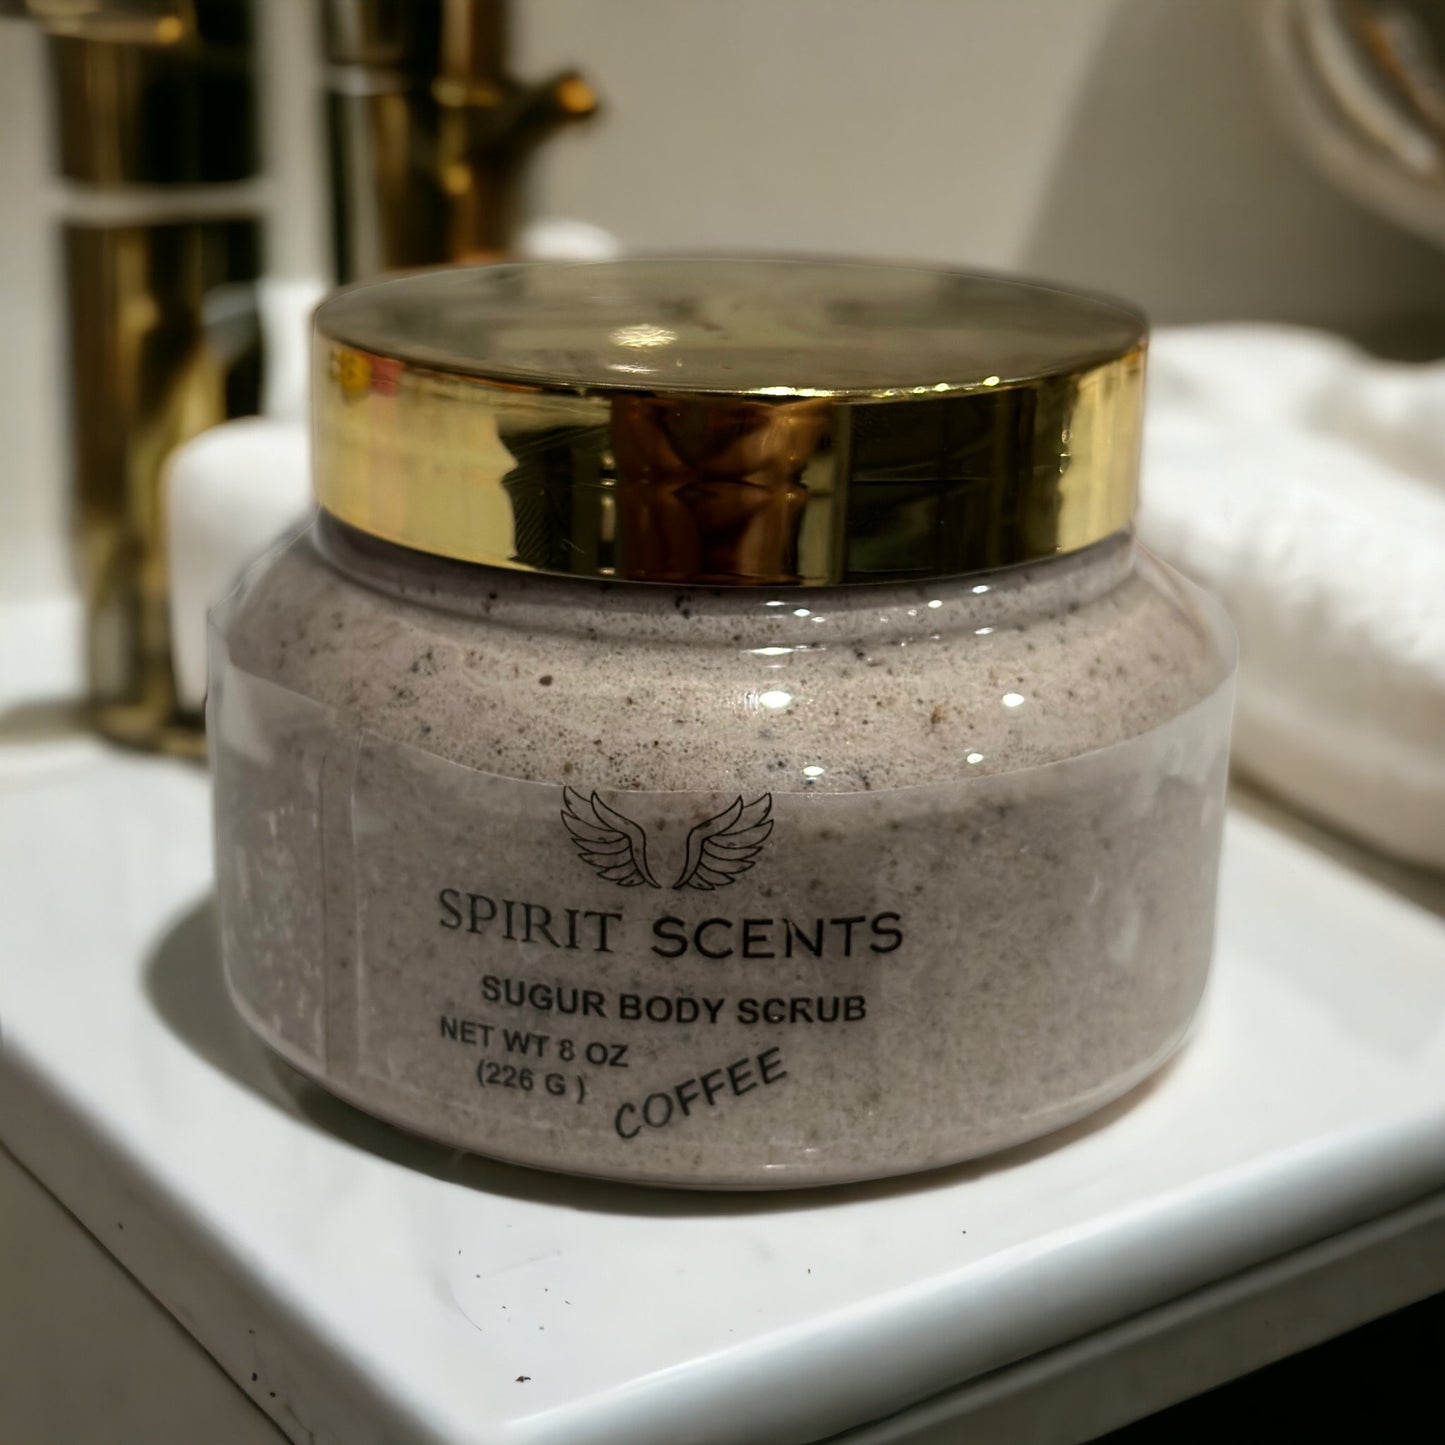 SPIRIT SCENTS
SUGUR BODY SCRUB
NET WT 8 OZ
(226 G )
COFFEE